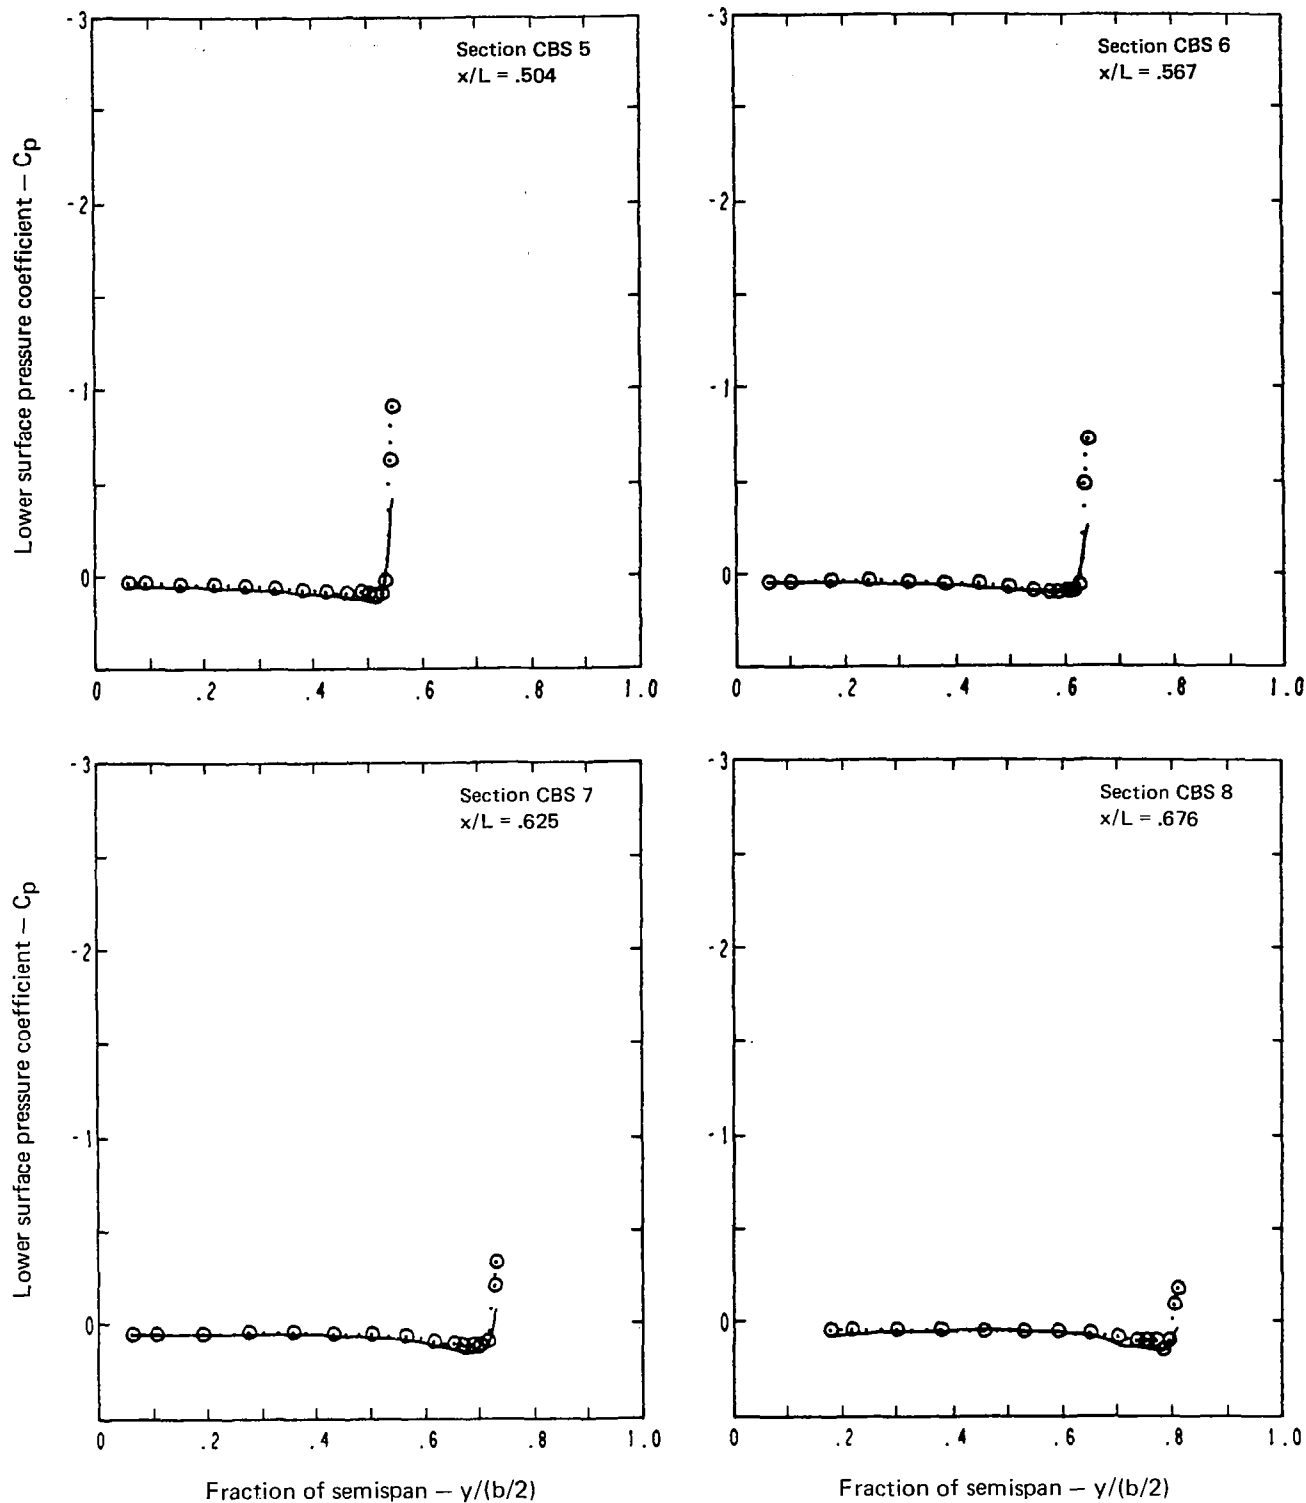 Lower surface pressure coefficient – Cp
-3
-2
-1
0
Section CBS 5
x/L = .504
0 .2 .4 .6 .8 1.0
-3
-2
-1
0
Section CBS 6
x/L = .567
0 .2 .4 .6 .8 1.0
Lower surface pressure coefficient – Cp
-3
-2
-1
0
Section CBS 7
x/L = .625
0 .2 .4 .6 .8 1.0
Fraction of semispan – y/(b/2)
-3
-2
-1
0
Section CBS 8
x/L = .676
0 .2 .4 .6 .8 1.0
Fraction of semispan – y/(b/2)